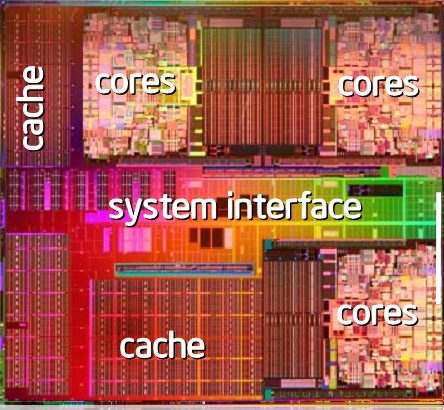 cache
cores
cores
system interface
cores
cache